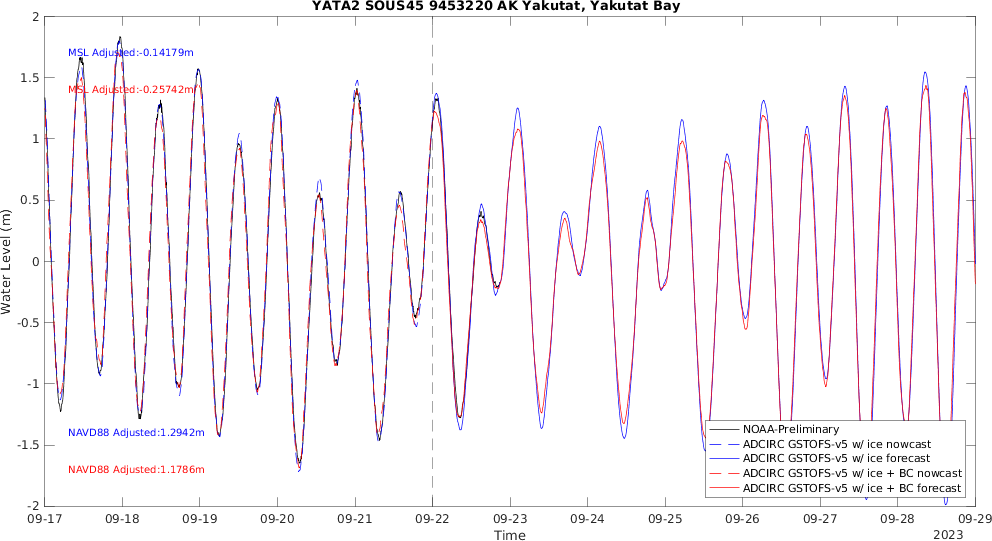 YATA2 SOUS45 9453220 AK Yakutat, Yakutat Bay
2
1.5
1
0.5
0
-0.5
-1
-1.5
-2
Water Level (m)
MSL Adjusted:-0.14179m
MSL Adjusted:-0.25742m
NAVD88 Adjusted:1.2942m
NAVD88 Adjusted:1.1786m
NOAA-Preliminary
ADCIRC GSTOFS-v5 w/ ice nowcast
ADCIRC GSTOFS-v5 w/ ice forecast
ADCIRC GSTOFS-v5 w/ ice + BC nowcast
ADCIRC GSTOFS-v5 w/ ice + BC forecast
09-17 09-18 09-19 09-20 09-21 09-22 09-23 09-24 09-25 09-26 09-27 09-28 09-29
Time
2023